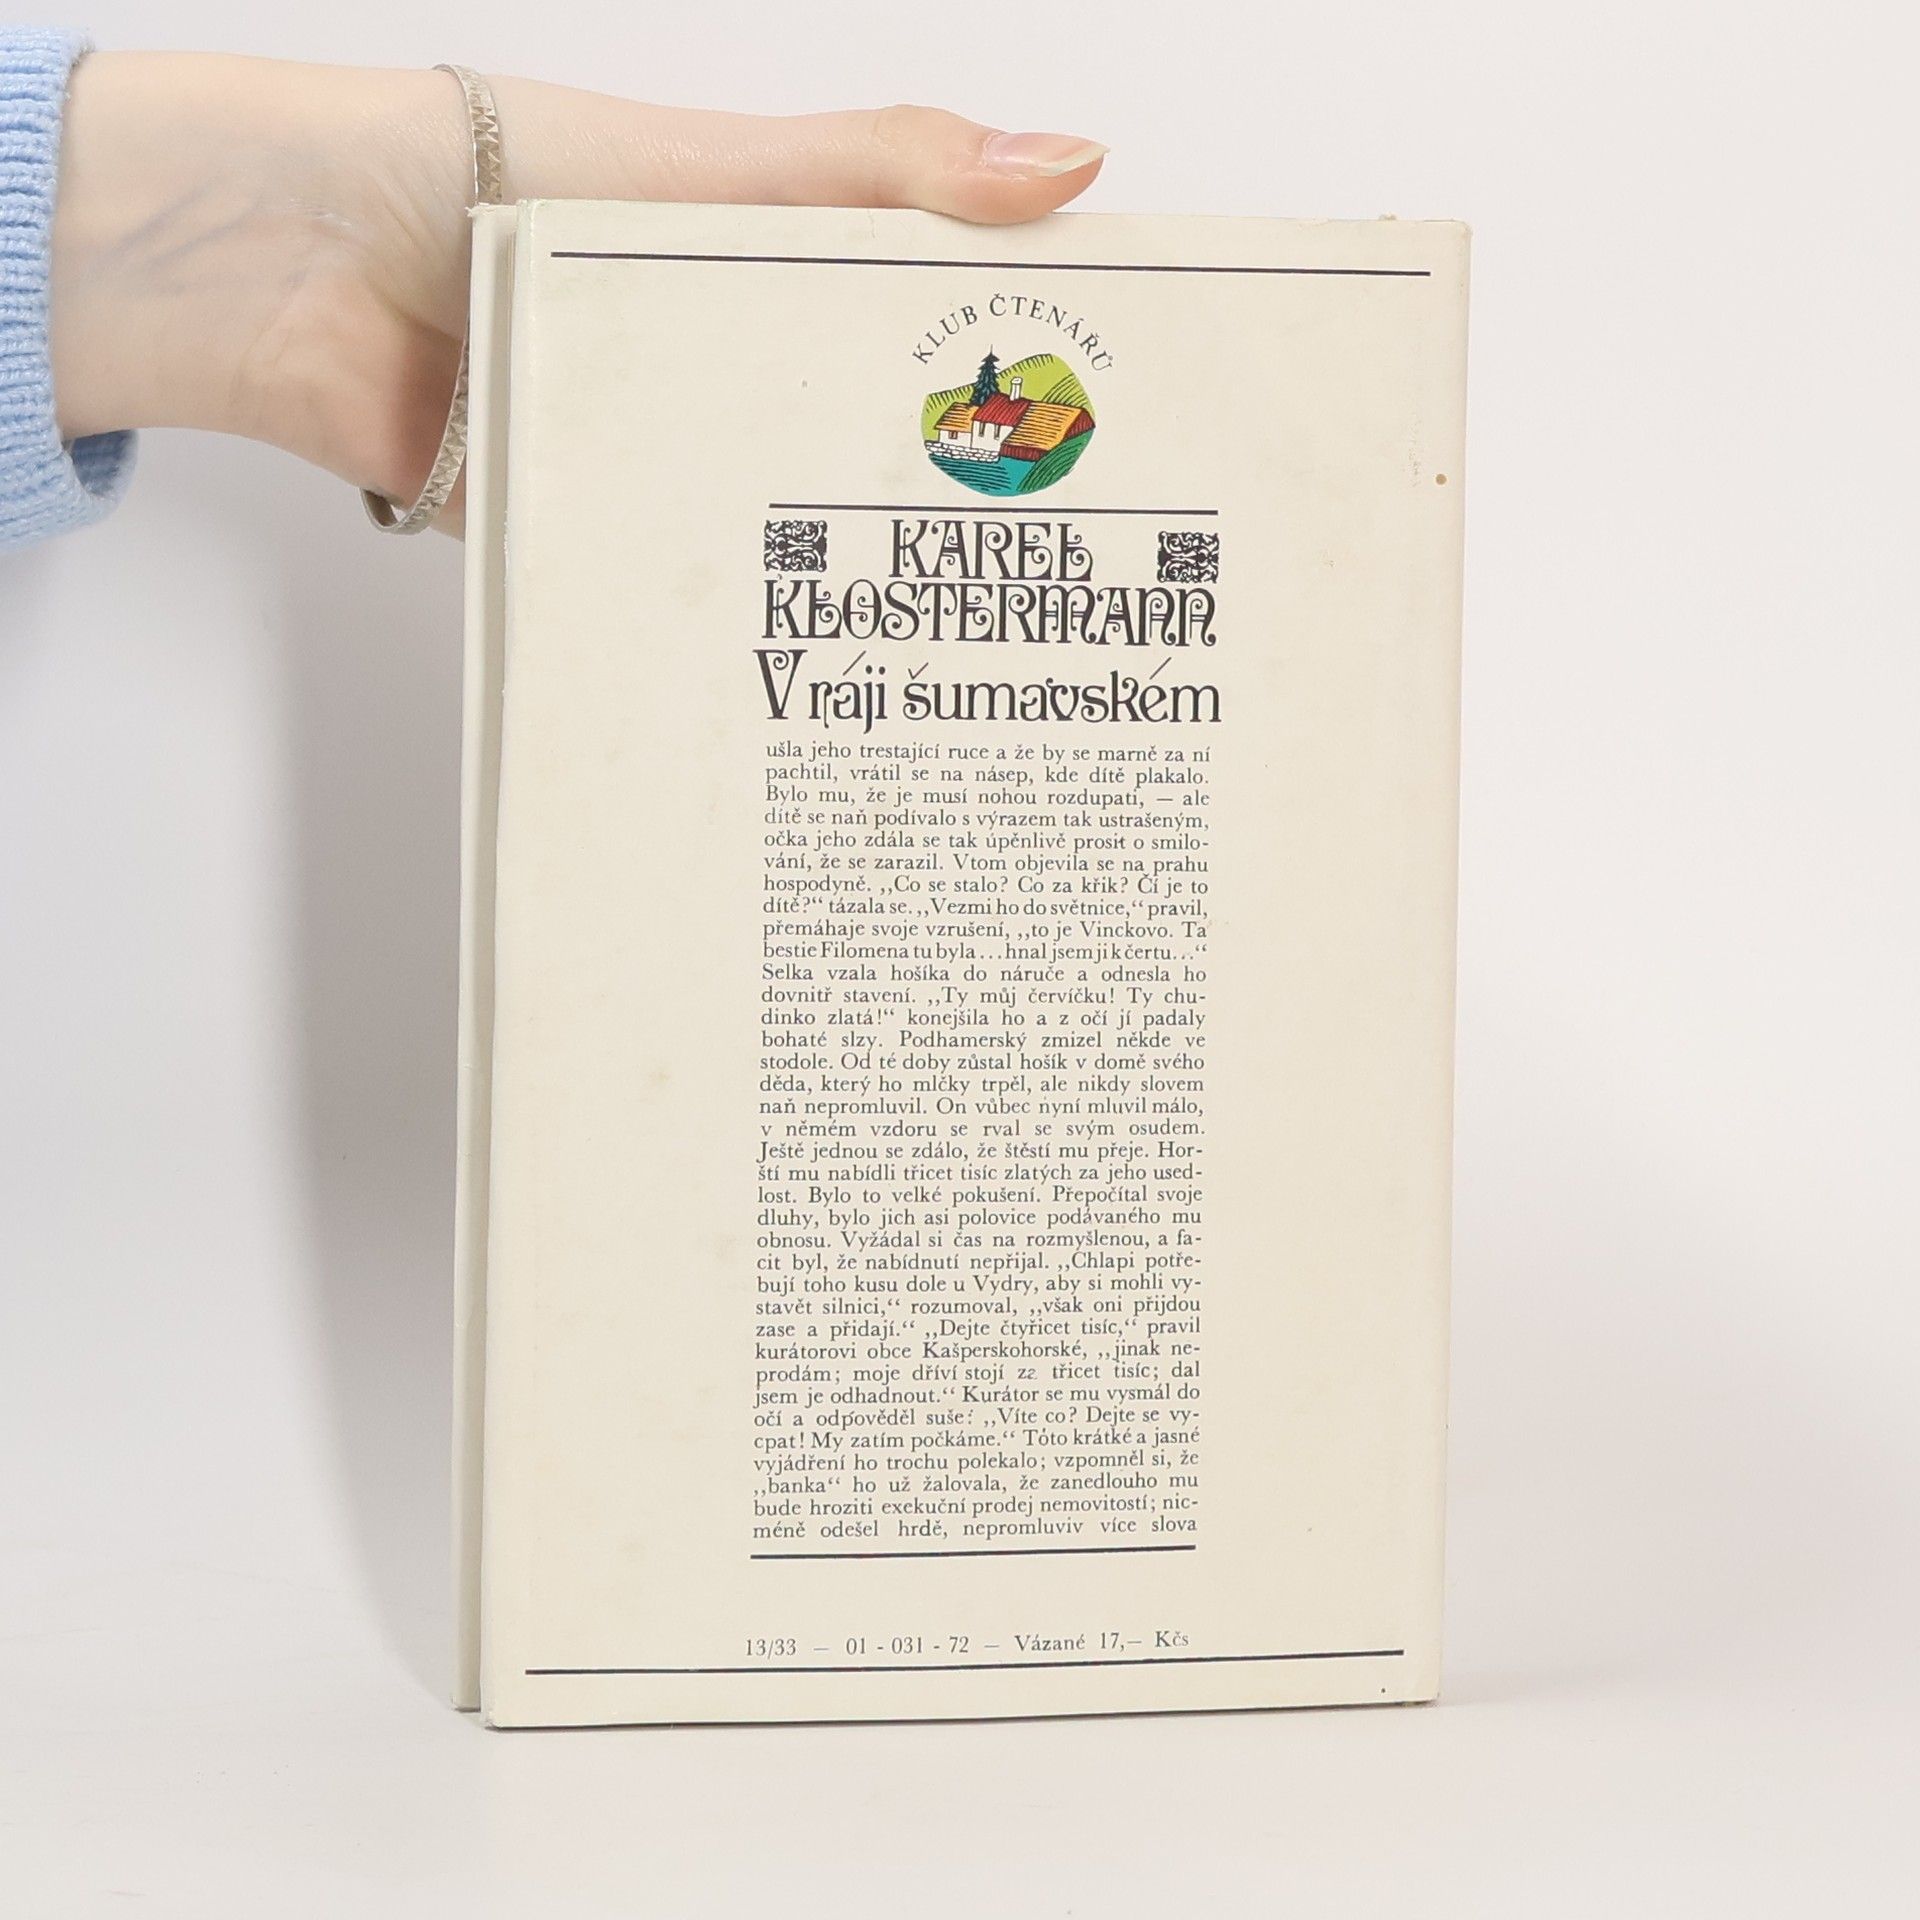 KLUB ČTENÁŘŮ
KAREL
KLOSTERMANN
V ráji šumavském
ušla jeho trestající ruce a že by se marně za ní
pachtil, vrátil se na násep, kde dítě plakalo.
Bylo mu, že je musí nohou rozdupati, — ale
dítě se naň podívalo s výrazem tak ustrašeným,
očka jeho zdála se tak úpěnlivě prosit o smilo-
vání, že se zarazil. Vtom objevila se na prahu
hospodyně. ,,Co se stalo? Co za křik? Čí je to
dítě?“ tázala se. ,,Vezmi ho do světnice,“ pravil,
přemáhaje svoje vzrušení, ,,to je Vinckovo. Ta
bestie Filomena tu byla...hnal jsem ji k čertu...“
Selka vzala hošíka do náruče a odnesla ho
dovnitř stavení. ,,Ty můj červíčku! Ty chu-
dinko zlatá!“ konejšila ho a z očí jí padaly
bohaté slzy. Podhamerský zmizel někde ve
stodole. Od té doby zůstal hošík v domě svého
děda, který ho mlčky trpěl, ale nikdy slovem
naň nepromluvil. On vůbec nyní mluvil málo,
v němém vzdoru se rval se svým osudem.
Ještě jednou se zdálo, že štěstí mu přeje. Hor-
ští mu nabídli třicet tisíc zlatých za jeho used-
lost. Bylo to velké pokušení. Přepočítal svoje
dluhy, bylo jich asi polovice podávaného mu
obnosu. Vyžádal si čas na rozmyšlenou, a fa-
cit byl, že nabídnutí nepřijal. ,,Chlapi potře-
bují toho kusu dole u Vydry, aby si mohli vy-
stavět silnici,“ rozumoval, ,,však oni přijdou
zase a přidají.“ ,,Dejte čtyřicet tisíc,“ pravil
kurátorovi obce Kašperskohorské, ,,jinak ne-
prodám; moje dříví stojí za třicet tisíc; dal
jsem je odhadnout.“ Kurátor se mu vysmál do
očí a odpověděl suše: ,,Víte co? Dejte se vy-
cpat! My zatím počkáme.“ Toto krátké a jasné
vyjádření ho trochu polekalo; vzpomněl si, že
,,banka“ ho už žalovala, že zanedlouho mu
bude hroziti exekuční prodej nemovitostí; nic-
méně odešel hrdě, nepromluviv více slova
13/33 — 01 - 031 - 72 — Vázané 17,— Kčs